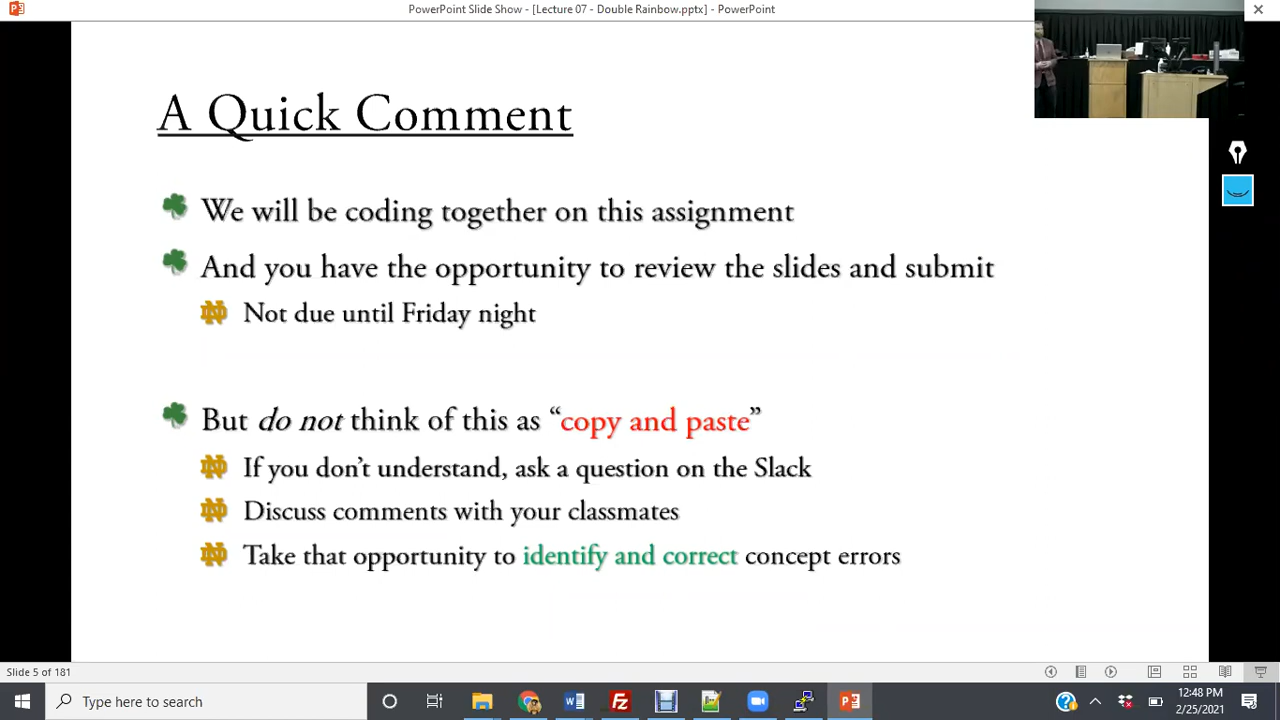 PowerPoint Slide Show - [Lecture 07 - Double Rainbow.pptx] - PowerPoint
A Quick Comment
We will be coding together on this assignment
And you have the opportunity to review the slides and submit
Not due until Friday night
But do not think of this as “copy and paste”
If you don’t understand, ask a question on the Slack
Discuss comments with your classmates
Take that opportunity to identify and correct concept errors
Slide 5 of 181
Type here to search
12:48 PM
2/25/2021